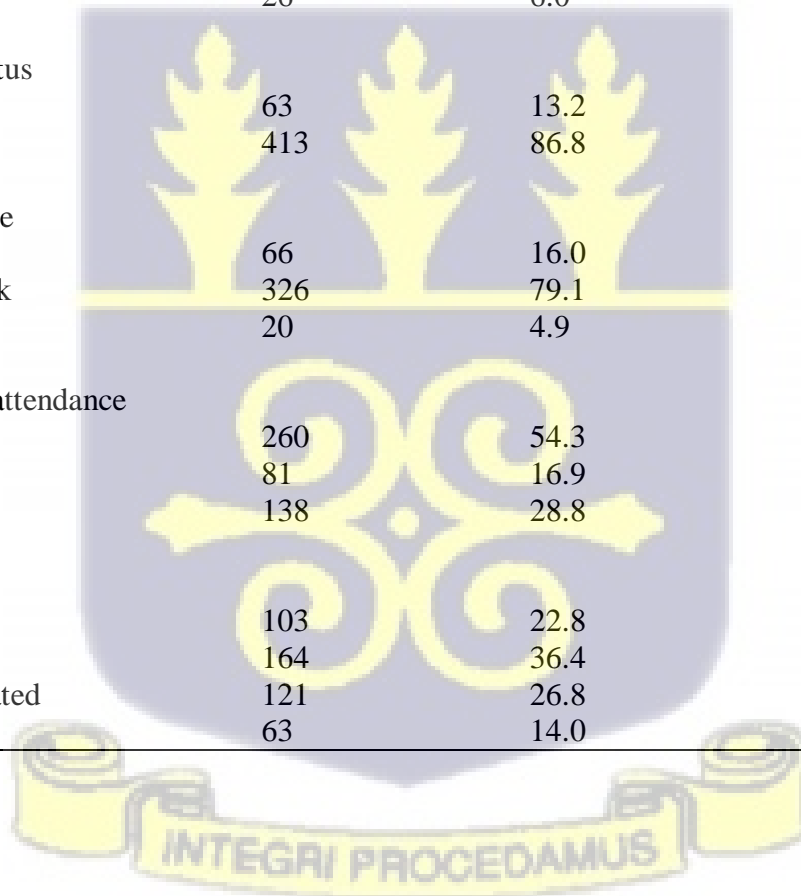 tus
63 13.2
413 86.8
e
66 16.0
k 326 79.1
20 4.9
attendance
260 54.3
81 16.9
138 28.8
103 22.8
164 36.4
ated 121 26.8
63 14.0
INTEGRI PROCEDAMUS